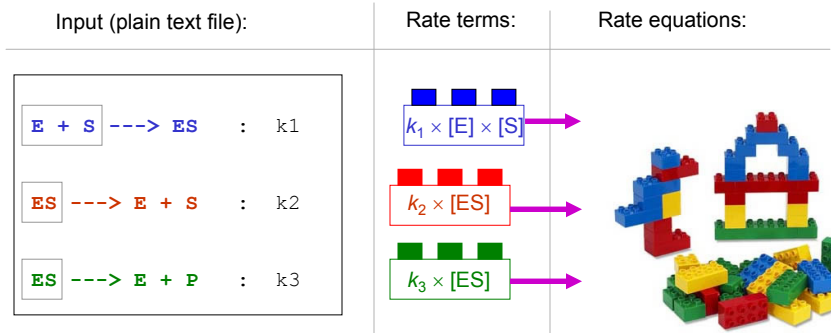 Input (plain text file): Rate terms: Rate equations:
E + S ---> ES : k1 k₁ × [E] × [S]
ES ---> E + S : k2 k₂ × [ES]
ES ---> E + P : k3 k₃ × [ES]